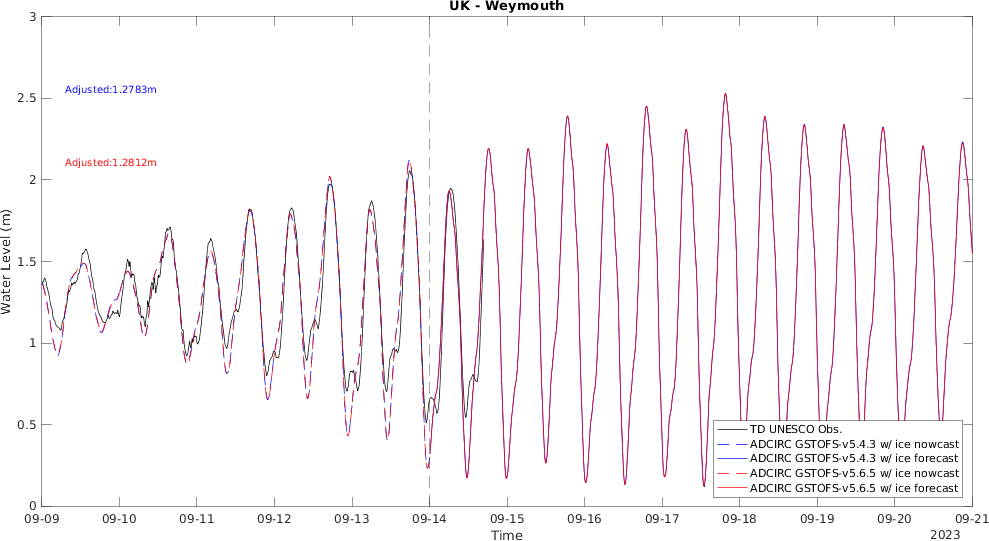 UK - Weymouth
3
2.5
2
1.5
1
0.5
0
Water Level (m)
Adjusted:1.2783m
Adjusted:1.2812m
TD UNESCO Obs.
ADCIRC GSTOFS-v5.4.3 w/ ice nowcast
ADCIRC GSTOFS-v5.4.3 w/ ice forecast
ADCIRC GSTOFS-v5.6.5 w/ ice nowcast
ADCIRC GSTOFS-v5.6.5 w/ ice forecast
09-09 09-10 09-11 09-12 09-13 09-14 09-15 09-16 09-17 09-18 09-19 09-20 09-21
Time
2023